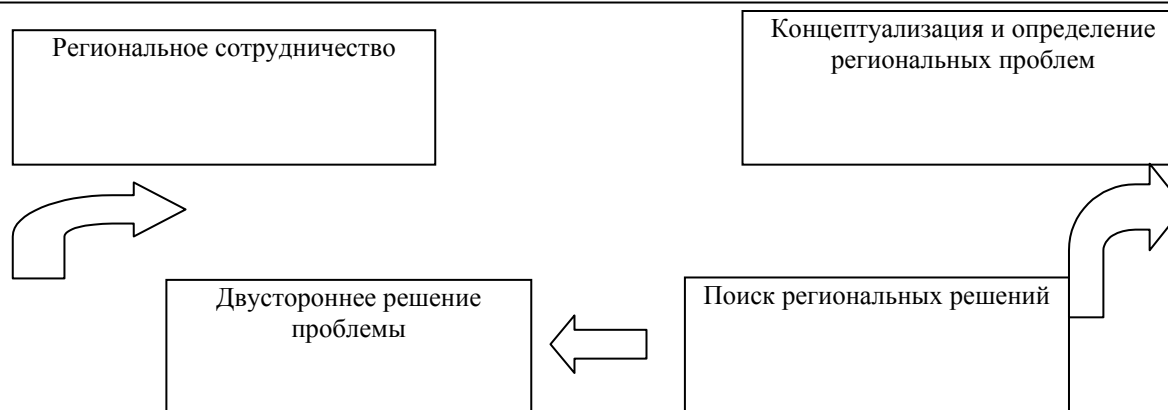 Региональное сотрудничество
Концептуализация и определение
региональных проблем
Двустороннее решение
проблемы
Поиск региональных решений